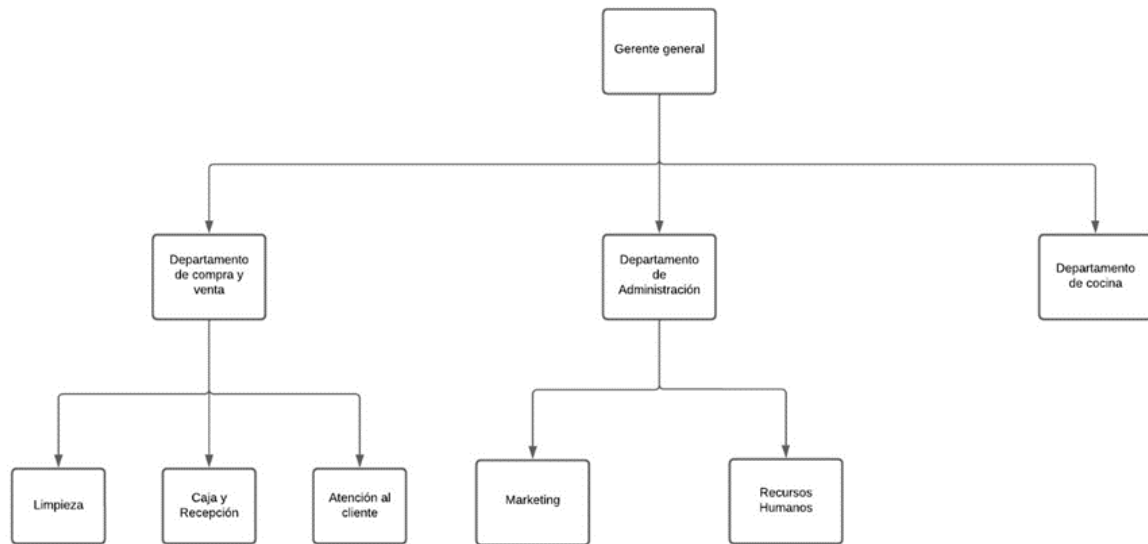 Gerente general
Departamento
de compra y
venta
Departamento
de
Administración
Departamento
de cocina
Limpieza
Caja y
Recepción
Atención al
cliente
Marketing
Recursos
Humanos